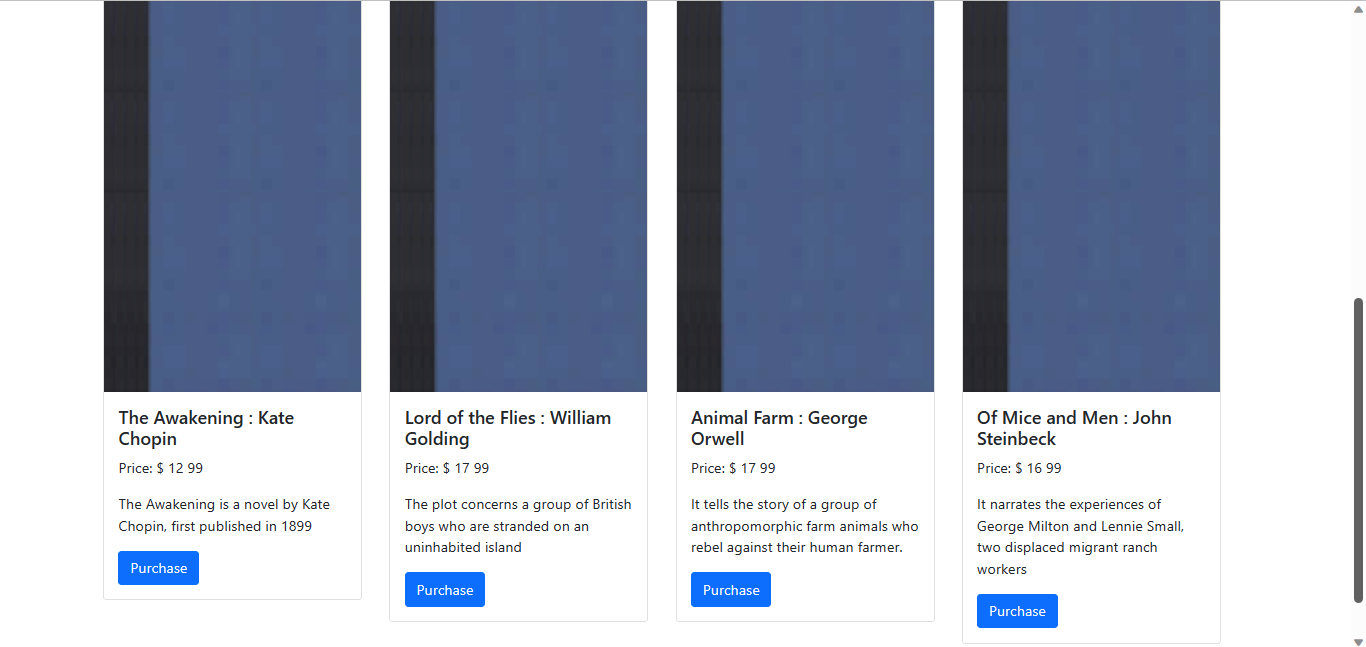 The Awakening : Kate
Chopin
Price: $ 12 99
The Awakening is a novel by Kate
Chopin, first published in 1899
Purchase
Lord of the Flies : William
Golding
Price: $ 17 99
The plot concerns a group of British
boys who are stranded on an
uninhabited island
Purchase
Animal Farm : George
Orwell
Price: $ 17 99
It tells the story of a group of
anthropomorphic farm animals who
rebel against their human farmer.
Purchase
Of Mice and Men : John
Steinbeck
Price: $ 16 99
It narrates the experiences of
George Milton and Lennie Small,
two displaced migrant ranch
workers
Purchase